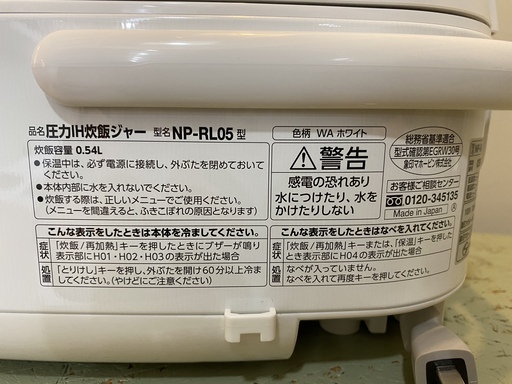 品名 圧力IH炊飯ジャー 型名 NP-RL05 型
色柄 WA ホワイト
炊飯容量 0.54L
●保温中は、必ず電源に接続し、外ぶたを閉めておいて
ください。
●本体内部に水を入れないでください。
●炊飯する際は、正しいメニューでご使用ください。
(メニューを間違えると、ふきこぼれの原因となります)
警告
感電の恐れあり
水につけたり、水を
かけたりしない
総務省基準適合
型式確認第EGRW30号
象印マホービン株式会社
お客様ご相談センター
0120-345135
Made in Japan
こんな表示をしたときは本体を冷ましてください。
症状
「炊飯/再加熱」キーを押したときにブザーが鳴り
表示部にH01・H02・H03の表示が出た場合
処置
「とりけし」キーを押し、外ぶたを開け60分以上冷ま
してください。(やけどにご注意ください)
こんな表示をしたときはなべを入れてください。
症状
「炊飯/再加熱」キーまたは、「保温」キーを押した
とき表示部にH04の表示が出た場合
処置
なべが入っていません。
なべを入れて再度キーを押してください。